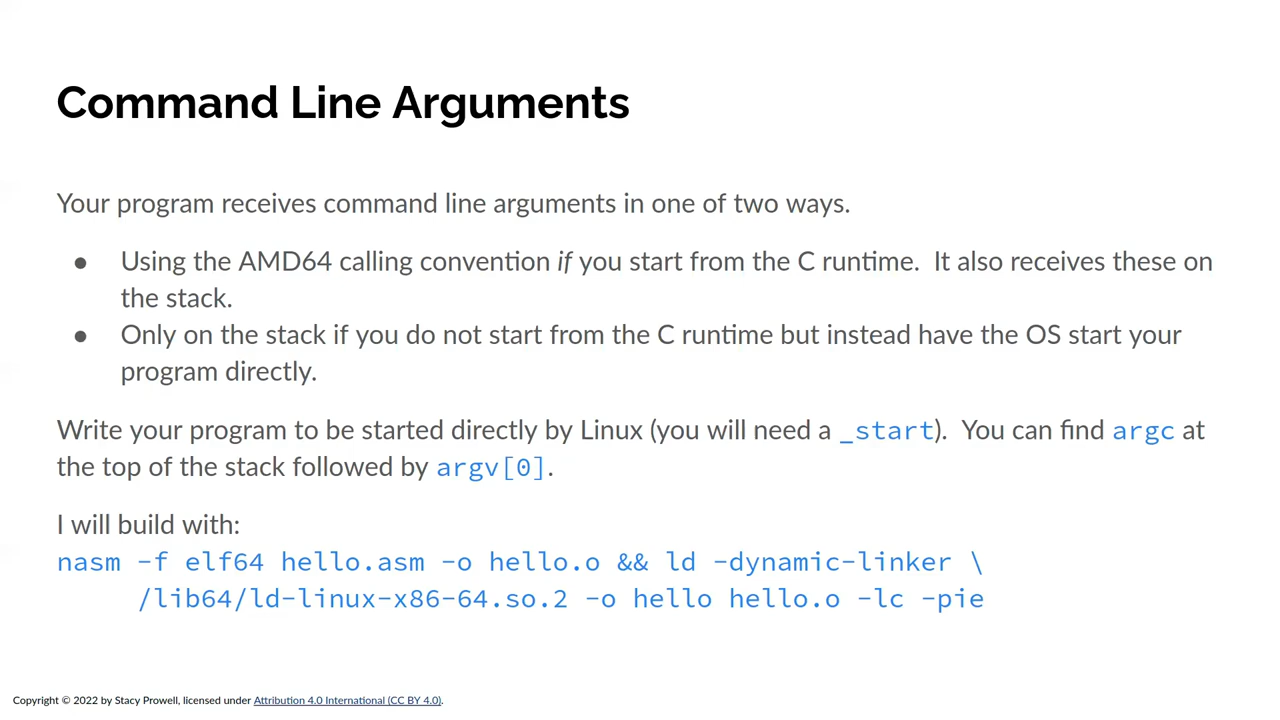 Command Line Arguments
Your program receives command line arguments in one of two ways.
● Using the AMD64 calling convention if you start from the C runtime.  It also receives these on
the stack.
● Only on the stack if you do not start from the C runtime but instead have the OS start your
program directly.
Write your program to be started directly by Linux (you will need a _start).  You can find argc at
the top of the stack followed by argv[0].
I will build with:
nasm -f elf64 hello.asm -o hello.o && ld -dynamic-linker \
/lib64/ld-linux-x86-64.so.2 -o hello hello.o -lc -pie
Copyright © 2022 by Stacy Prowell, licensed under Attribution 4.0 International (CC BY 4.0).